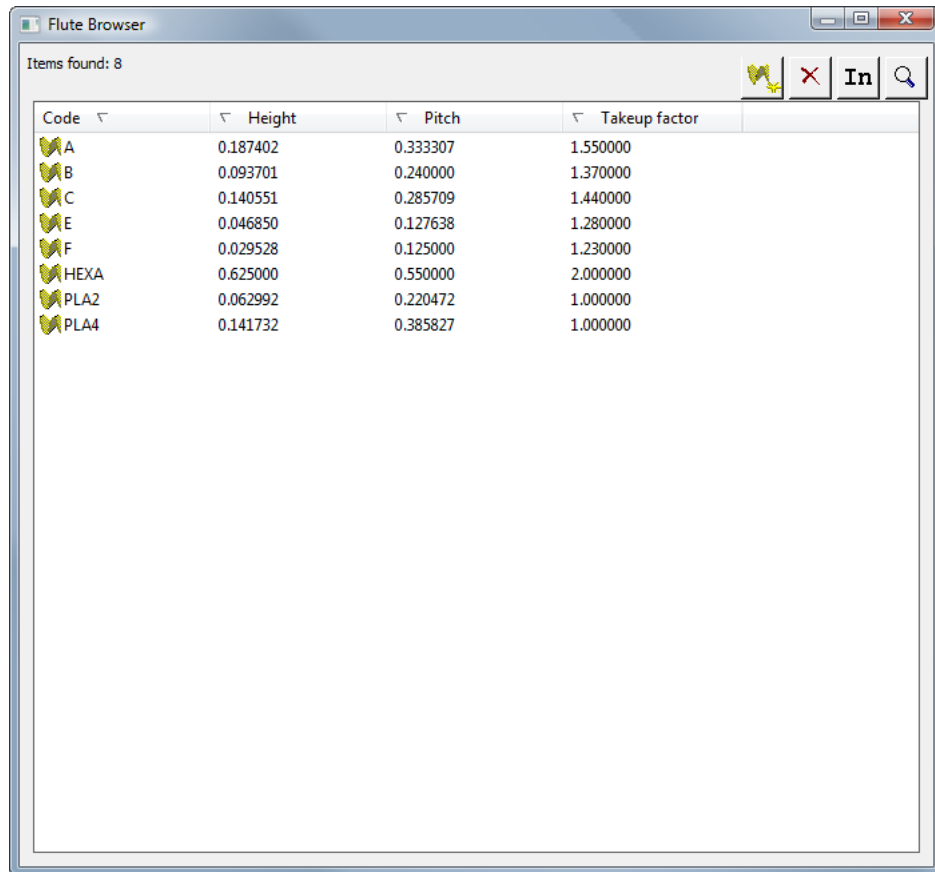 Flute Browser
Items found: 8
In
Code Height Pitch Takeup factor
A 0.187402 0.333307 1.550000
B 0.093701 0.240000 1.370000
C 0.140551 0.285709 1.440000
E 0.046850 0.127638 1.280000
F 0.029528 0.125000 1.230000
HEXA 0.625000 0.550000 2.000000
PLA2 0.062992 0.220472 1.000000
PLA4 0.141732 0.385827 1.000000